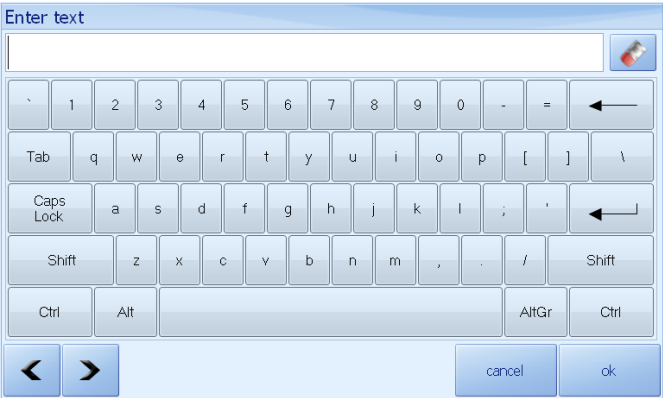 Enter text
` 1 2 3 4 5 6 7 8 9 0 - =
Tab q w e r t y u i o p [ ] \
Caps Lock a s d f g h j k l ; '
Shift z x c v b n m , . / Shift
Ctrl Alt AltGr Ctrl
cancel ok